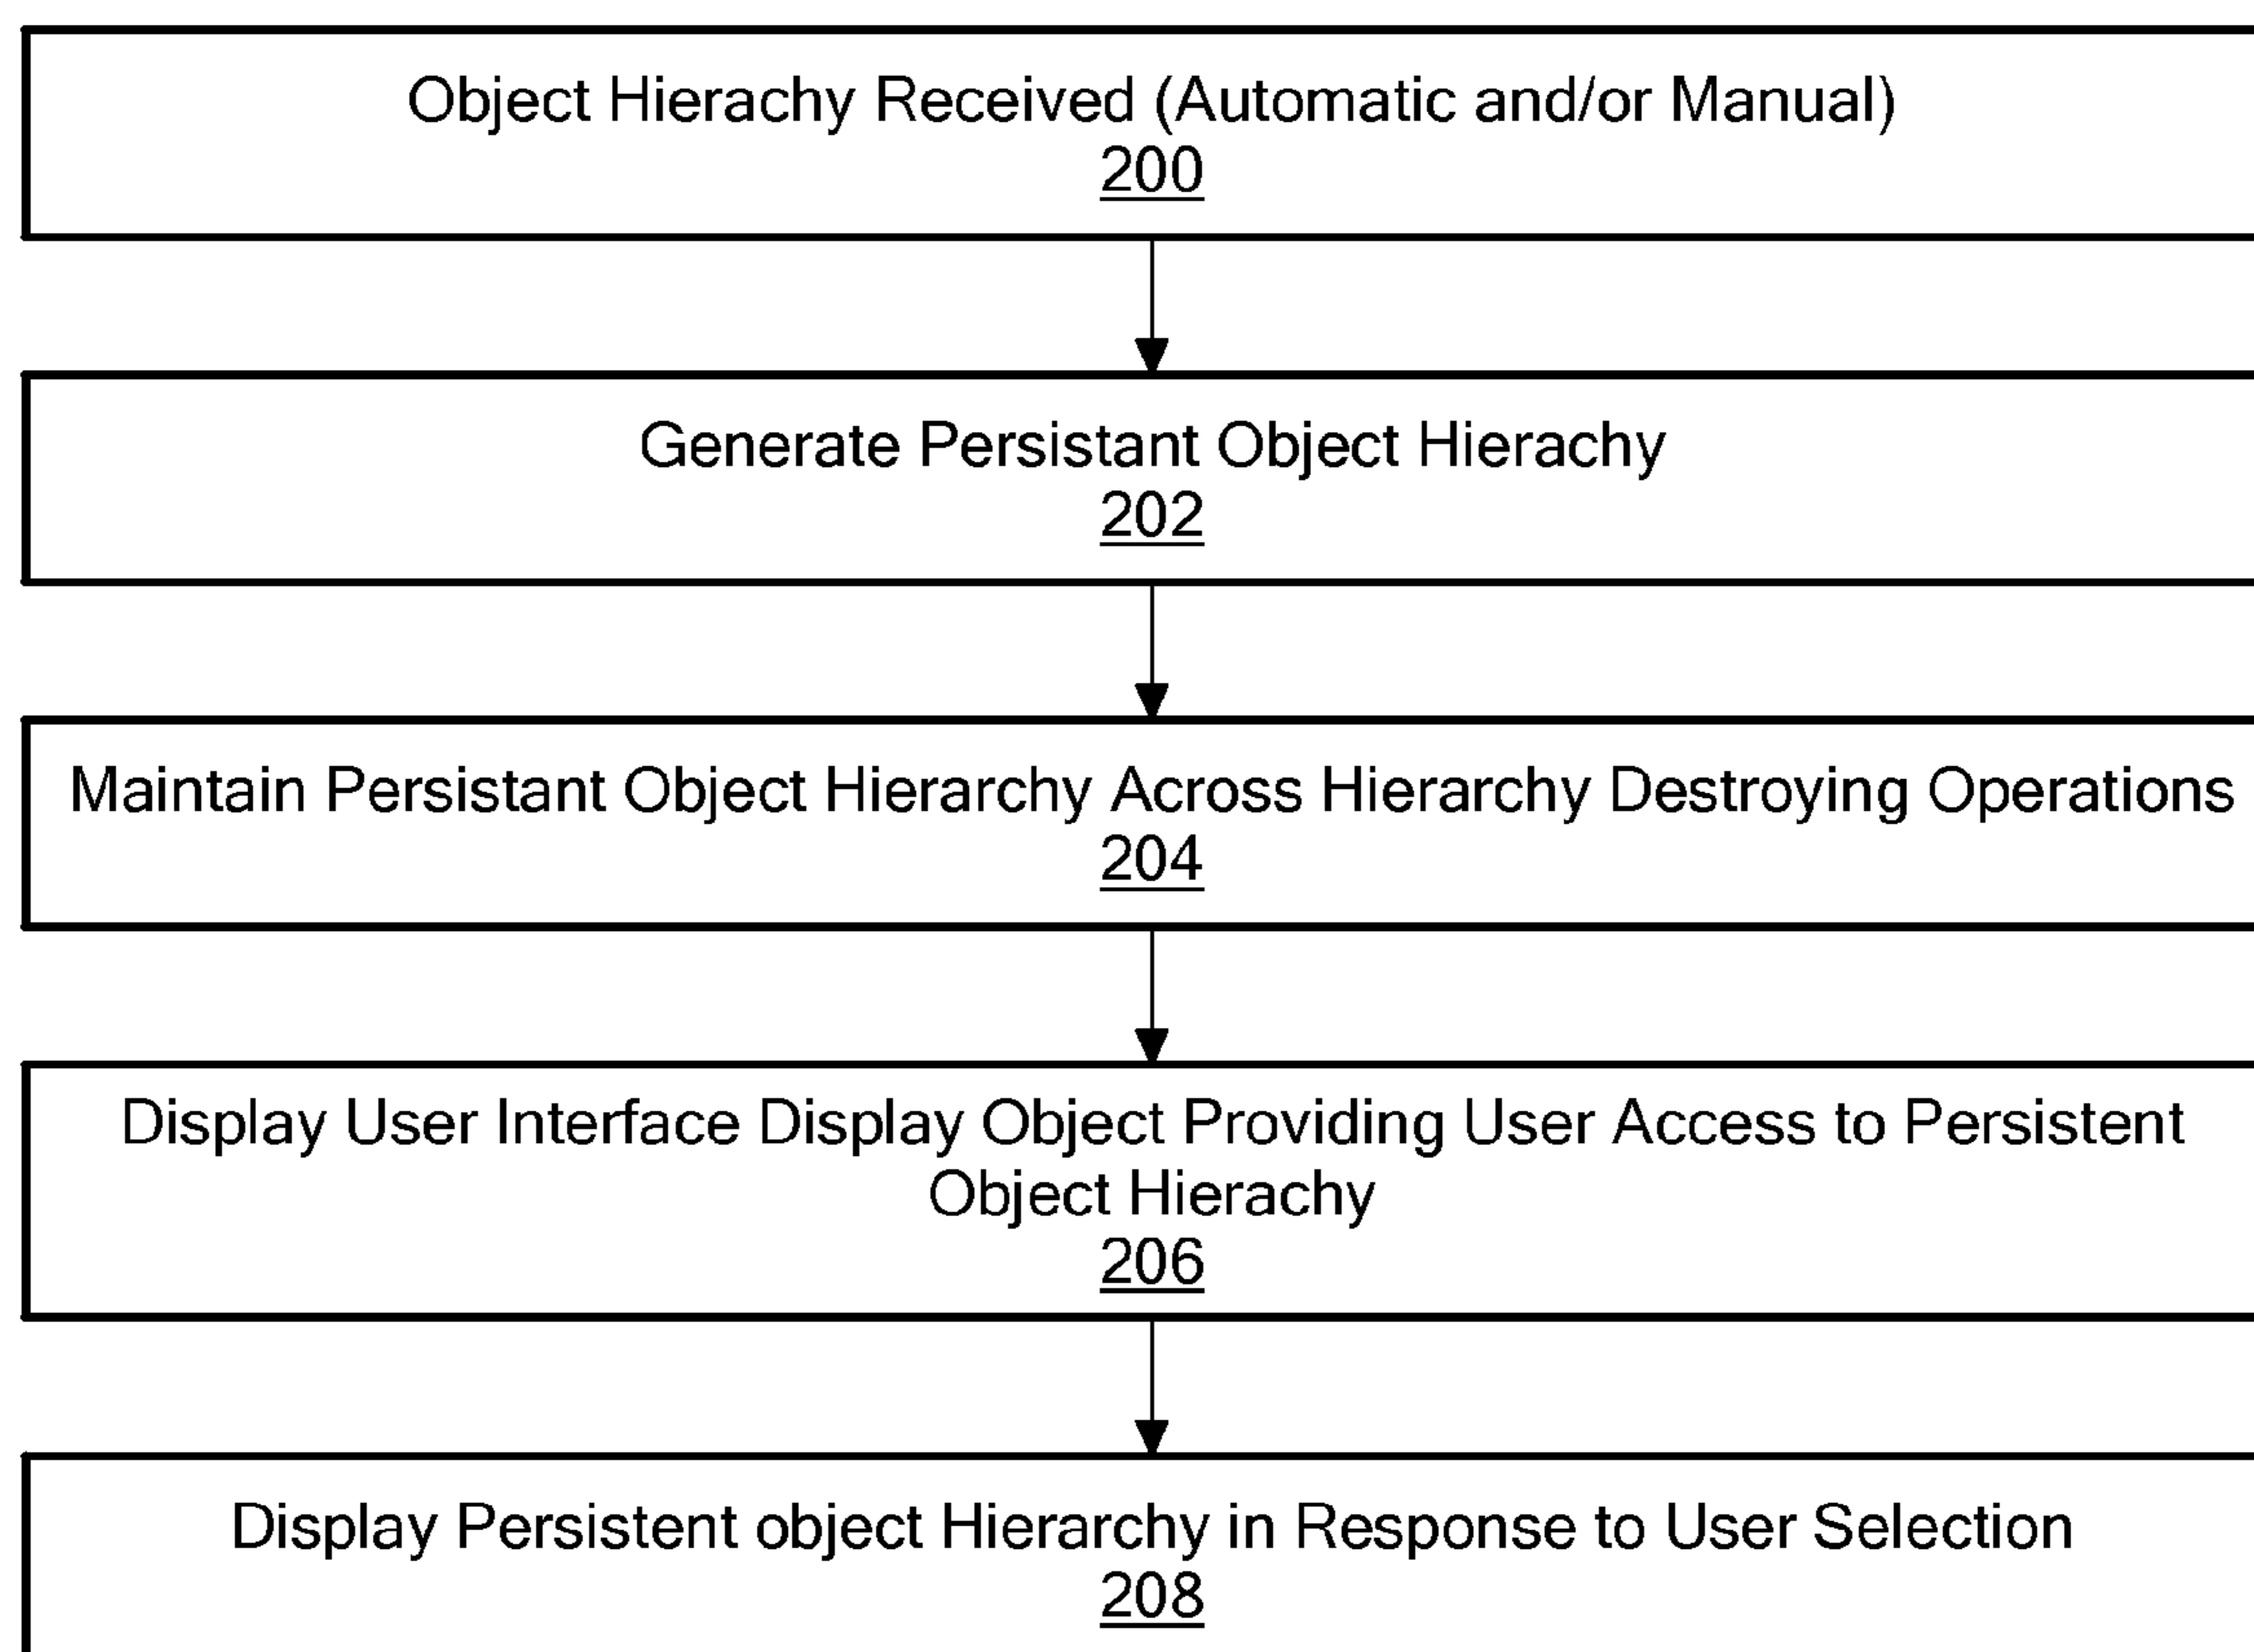 Object Hierachy Received (Automatic and/or Manual)
200
Generate Persistant Object Hierachy
202
Maintain Persistant Object Hierarchy Across Hierarchy Destroying Operations
204
Display User Interface Display Object Providing User Access to Persistent
Object Hierachy
206
Display Persistent object Hierarchy in Response to User Selection
208